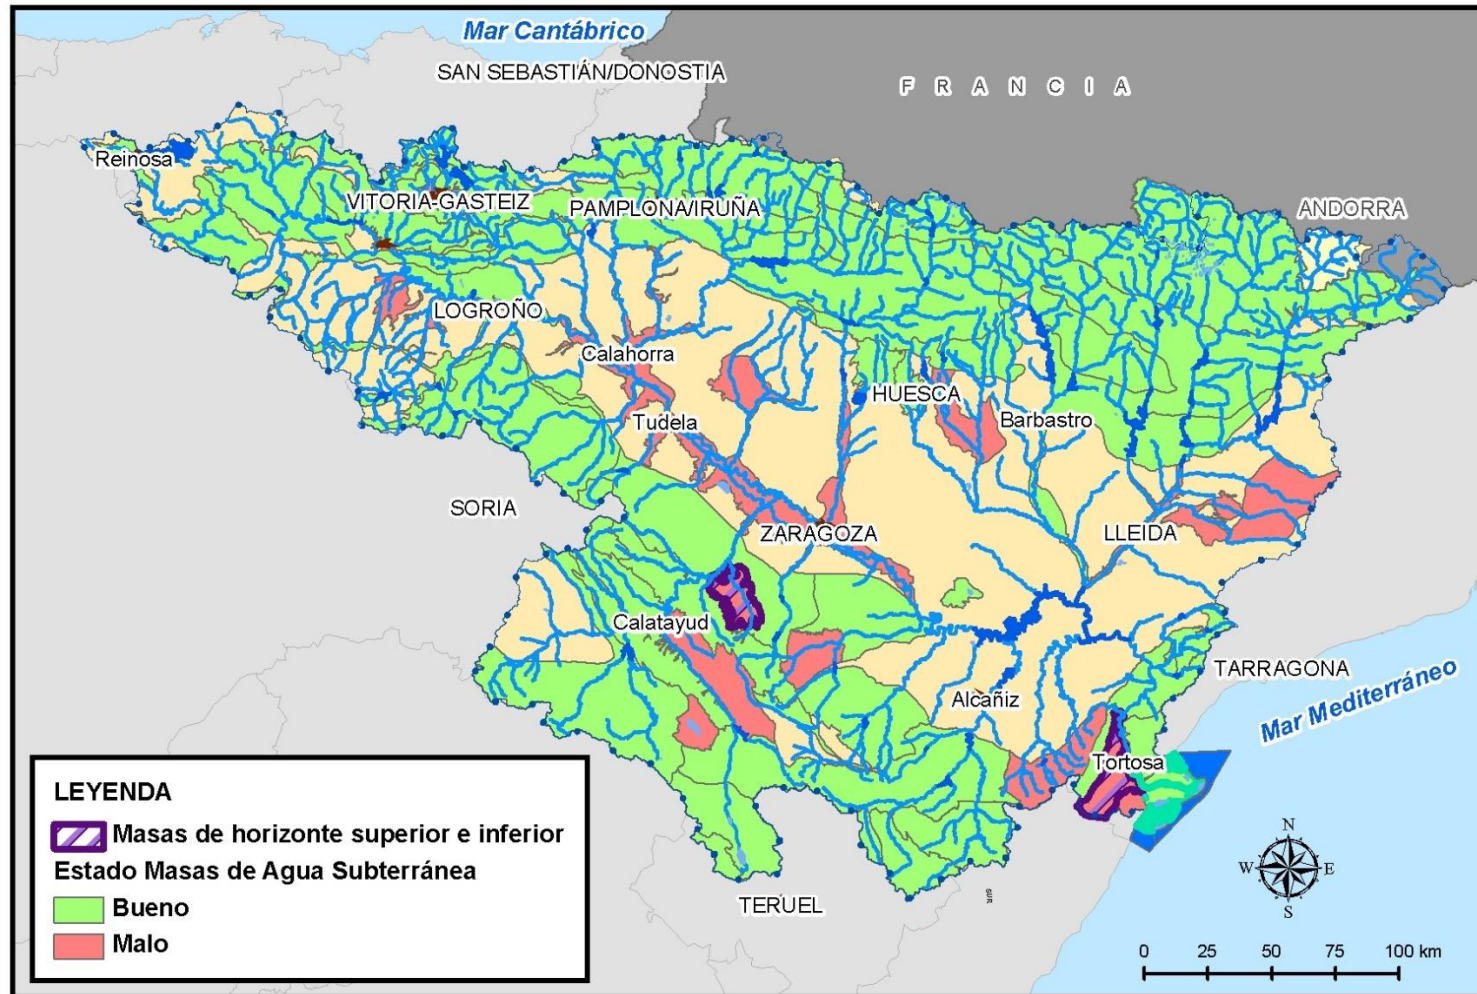 Mar Cantábrico
SAN SEBASTIÁN/DONOSTIA
FRANCIA
Reinosa
VITORIA-GASTEIZ
PAMPLONA/IRUÑA
ANDORRA
LOGROÑO
Calahorra
HUESCA
Barbastro
Tudela
SORIA
ZARAGOZA
LLEIDA
Calatayud
TARRAGONA
Mar Mediterráneo
Alcañiz
Tortosa
TERUEL
SUR
LEYENDA
Masas de horizonte superior e inferior
Estado Masas de Agua Subterránea
Bueno
Malo
N
W E
S
0 25 50 75 100 km